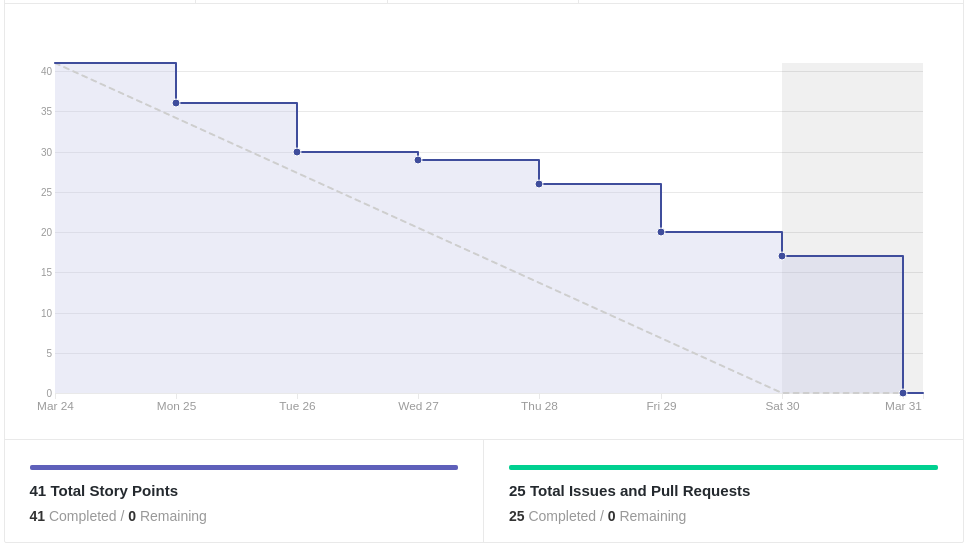 40
35
30
25
20
15
10
5
0
Mar 24 Mon 25 Tue 26 Wed 27 Thu 28 Fri 29 Sat 30 Mar 31
41 Total Story Points
41 Completed / 0 Remaining
25 Total Issues and Pull Requests
25 Completed / 0 Remaining